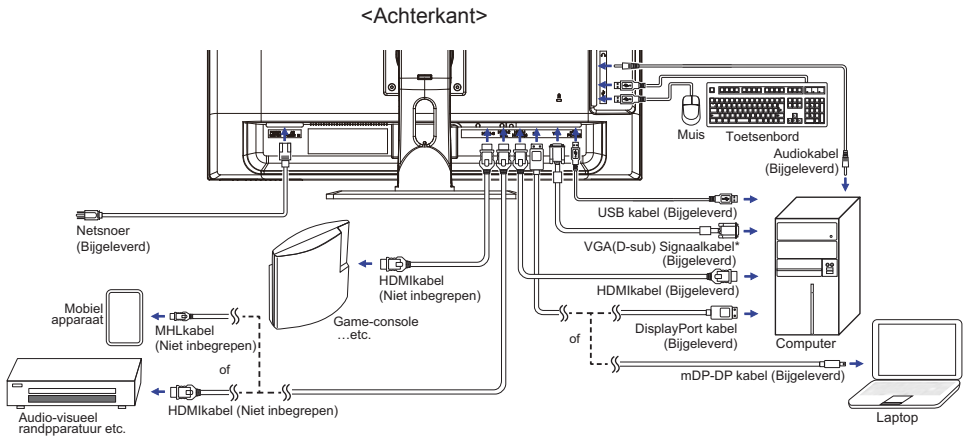 <Achterkant>
Muis
Toetsenbord
Audiokabel
(Bijgeleverd)
Netsnoer
(Bijgeleverd)
USB kabel (Bijgeleverd)
VGA(D-sub) Signaalkabel*
(Bijgeleverd)
HDMIkabel
(Niet inbegrepen)
HDMIkabel (Bijgeleverd)
Mobiel
apparaat
MHLkabel
(Niet inbegrepen)
Game-console
...etc.
DisplayPort kabel
(Bijgeleverd)
Computer
of
of
mDP-DP kabel (Bijgeleverd)
HDMIkabel (Niet inbegrepen)
Audio-visueel
randpparatuur etc.
Laptop